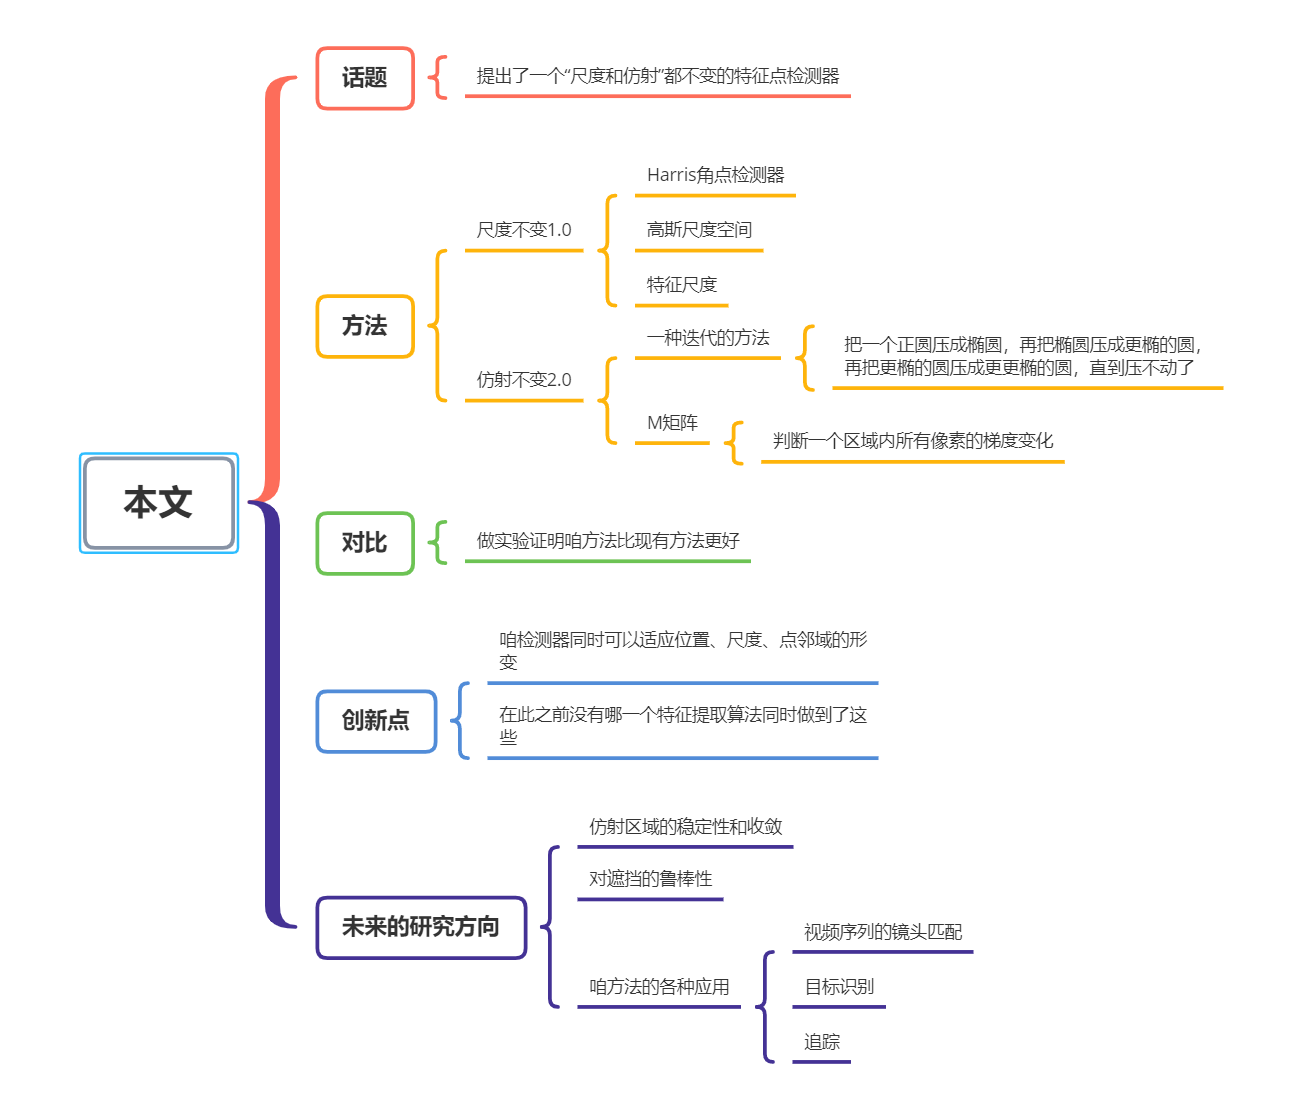 本文
话题
提出了一个“尺度和仿射”都不变的特征点检测器
方法
尺度不变1.0
Harris角点检测器
高斯尺度空间
特征尺度
仿射不变2.0
一种迭代的方法
把一个正圆压成椭圆，再把椭圆压成更椭的圆，
再把更椭的圆压成更更椭的圆，直到压不动了
M矩阵
判断一个区域内所有像素的梯度变化
对比
做实验证明咱方法比现有方法更好
创新点
咱检测器同时可以适应位置、尺度、点邻域的形
变
在此之前没有哪一个特征提取算法同时做到了这
些
未来的研究方向
仿射区域的稳定性和收敛
对遮挡的鲁棒性
咱方法的各种应用
视频序列的镜头匹配
目标识别
追踪